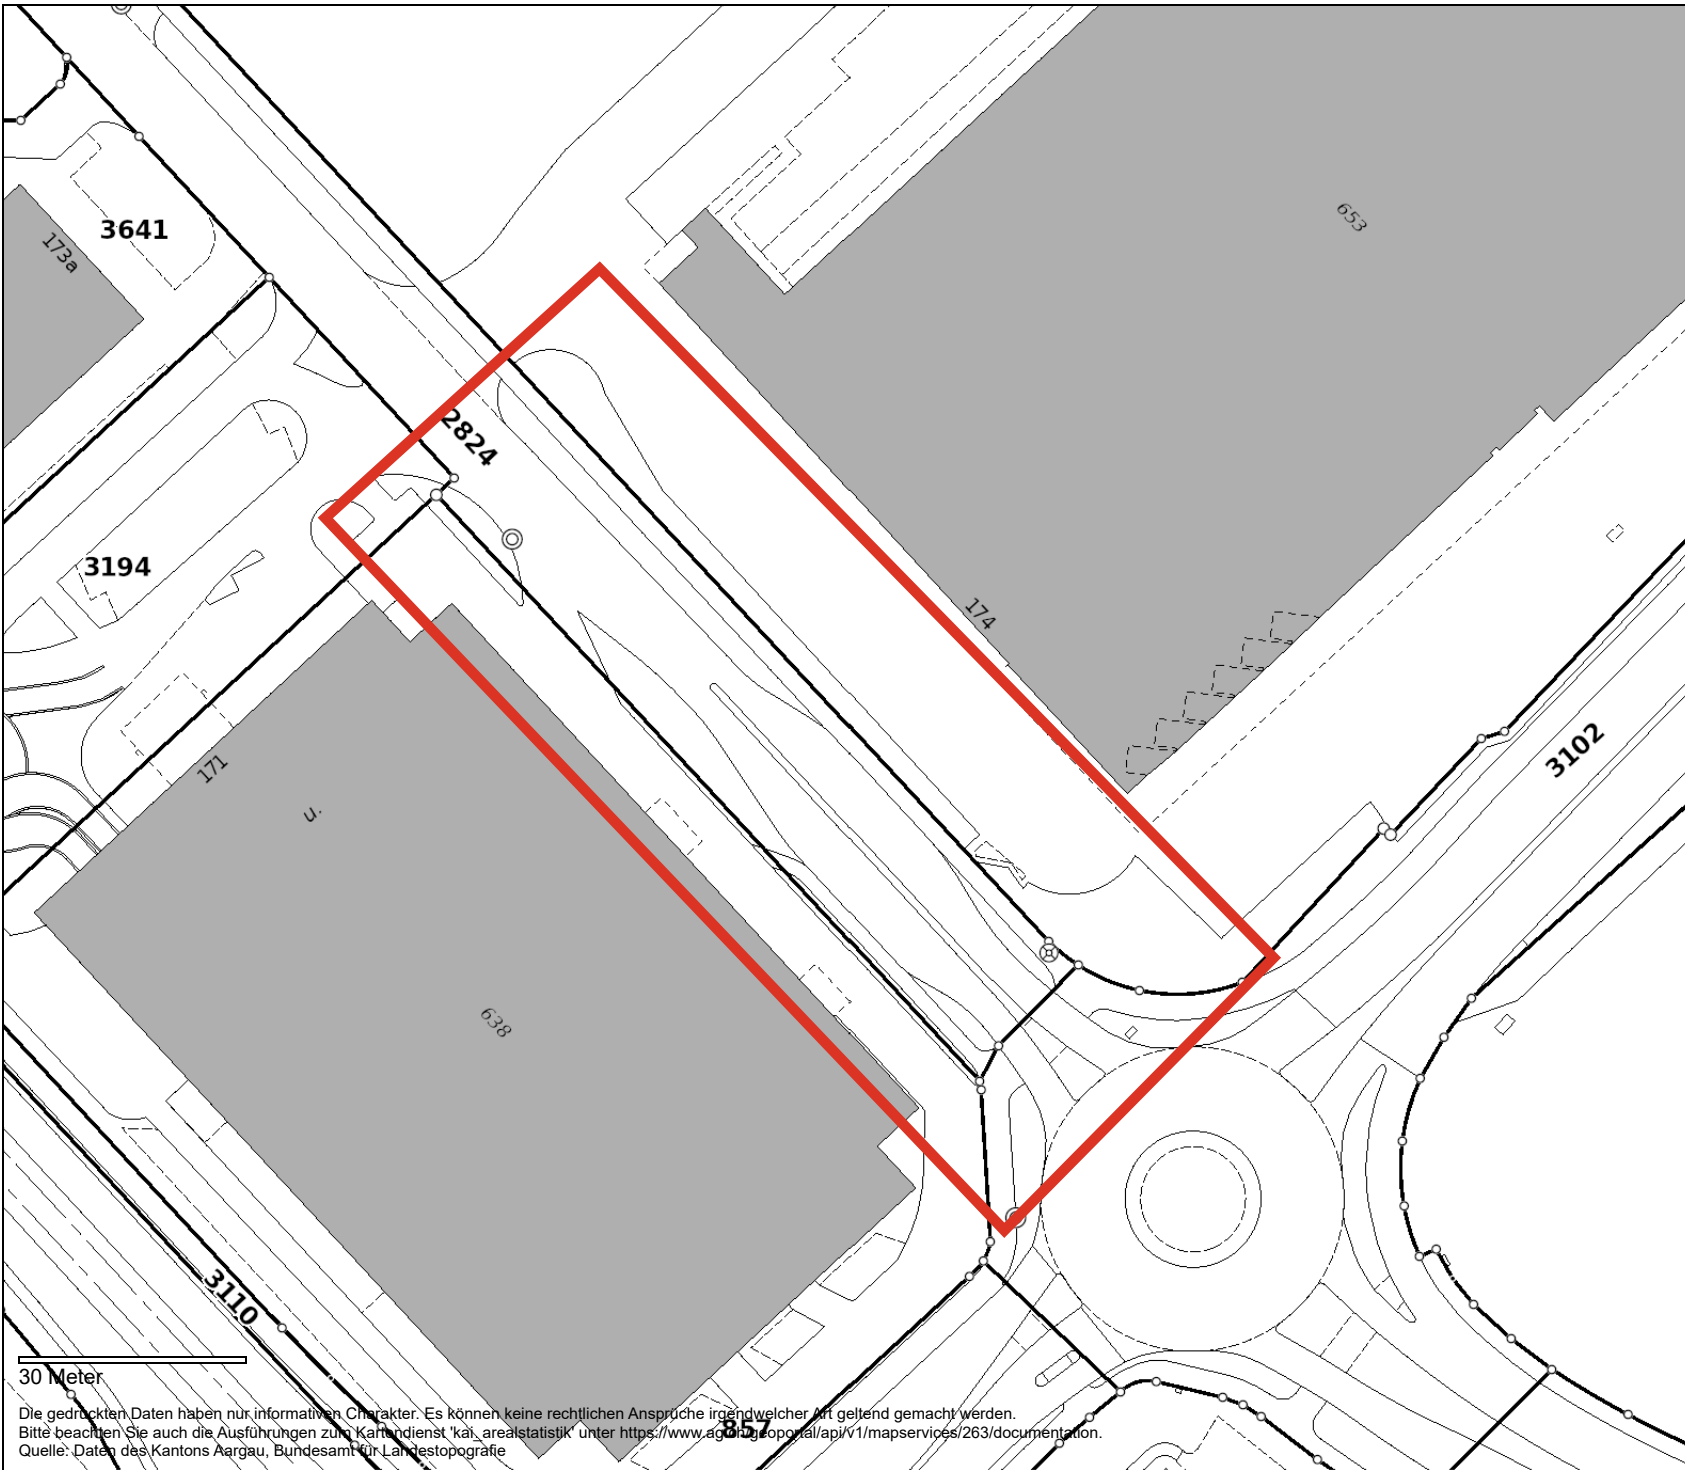 653
3641
173a
2824
3194
174
3102
171
u.
638
3110
30 Meter
857
Die gedruckten Daten haben nur informativen Charakter. Es können keine rechtlichen Ansprüche irgendwelcher Art geltend gemacht werden.
Bitte beachten Sie auch die Ausführungen zum Kartendienst 'kai_arealstatistik' unter https://www.ag.ch/geoportal/api/v1/mapservices/263/documentation.
Quelle: Daten des Kantons Aargau, Bundesamt für Landestopografie